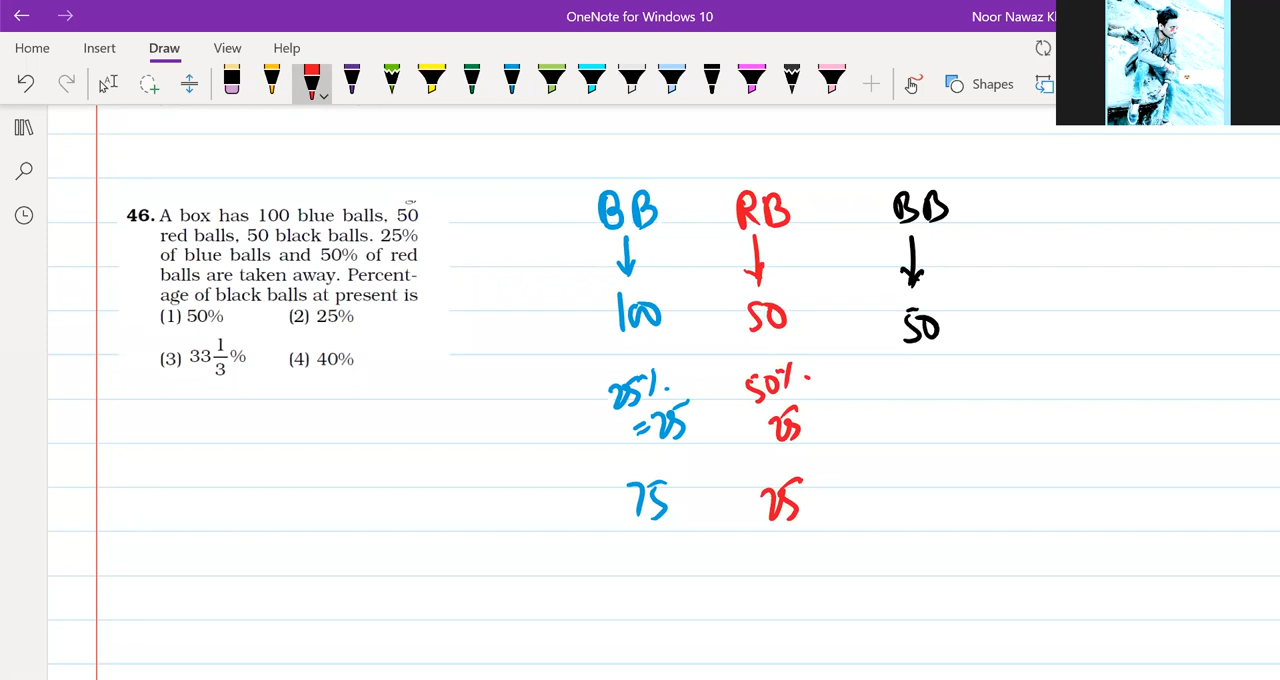 OneNote for Windows 10
Noor Nawaz Kh
Home Insert Draw View Help
Shapes
46. A box has 100 blue balls, 50
red balls, 50 black balls. 25%
of blue balls and 50% of red
balls are taken away. Percent-
age of black balls at present is
(1) 50% (2) 25%
(3) 33 1/3 % (4) 40%
BB RB BB
100 50 50
25% 50%
= 25 25
75 25